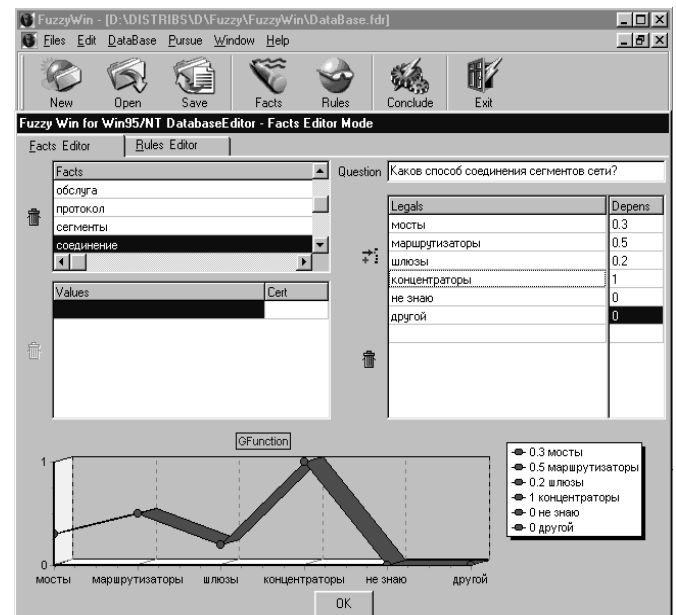 FuzzyWin - [D:\DISTRIBS\D\Fuzzy\FuzzyWin\DataBase.fdr]
Files Edit DataBase Pursue Window Help
New Open Save Facts Rules Conclude Exit
Fuzzy Win for Win95/NT DatabaseEditor - Facts Editor Mode
Facts Editor Rules Editor
Facts
обслуга
протокол
сегменты
соединение
Question Каков способ соединения сегментов сети?
Legals Depens
мосты 0.3
маршрутизаторы 0.5
шлюзы 0.2
концентраторы 1
не знаю 0
другой 0
Values Cert
GFunction
1
0
мосты маршрутизаторы шлюзы концентраторы не знаю другой
0.3 мосты
0.5 маршрутизаторы
0.2 шлюзы
1 концентраторы
0 не знаю
0 другой
OK